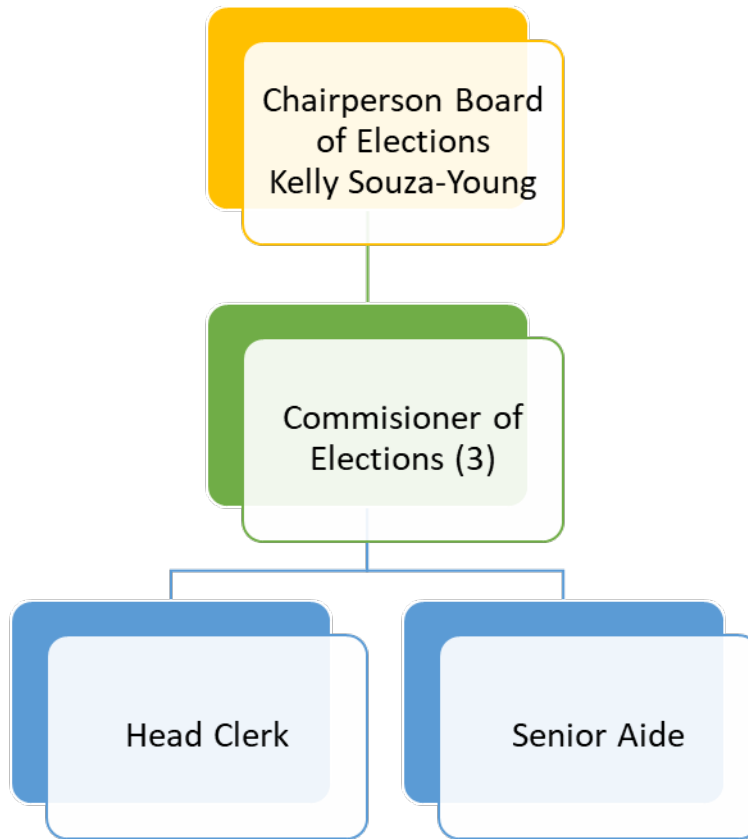 Chairperson Board
of Elections
Kelly Souza-Young
Commisioner of
Elections (3)
Head Clerk
Senior Aide